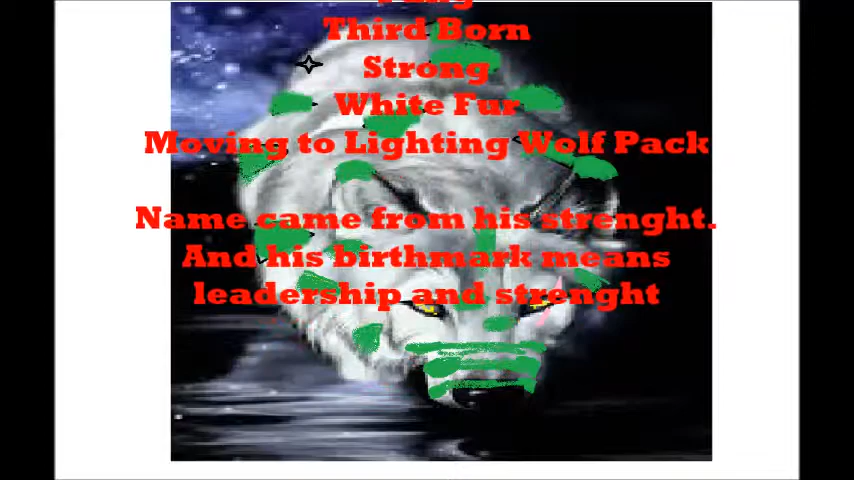 Third Born
Strong
White Fur
Moving to Lighting Wolf Pack
Name came from his strenght.
And his birthmark means
leadership and strenght